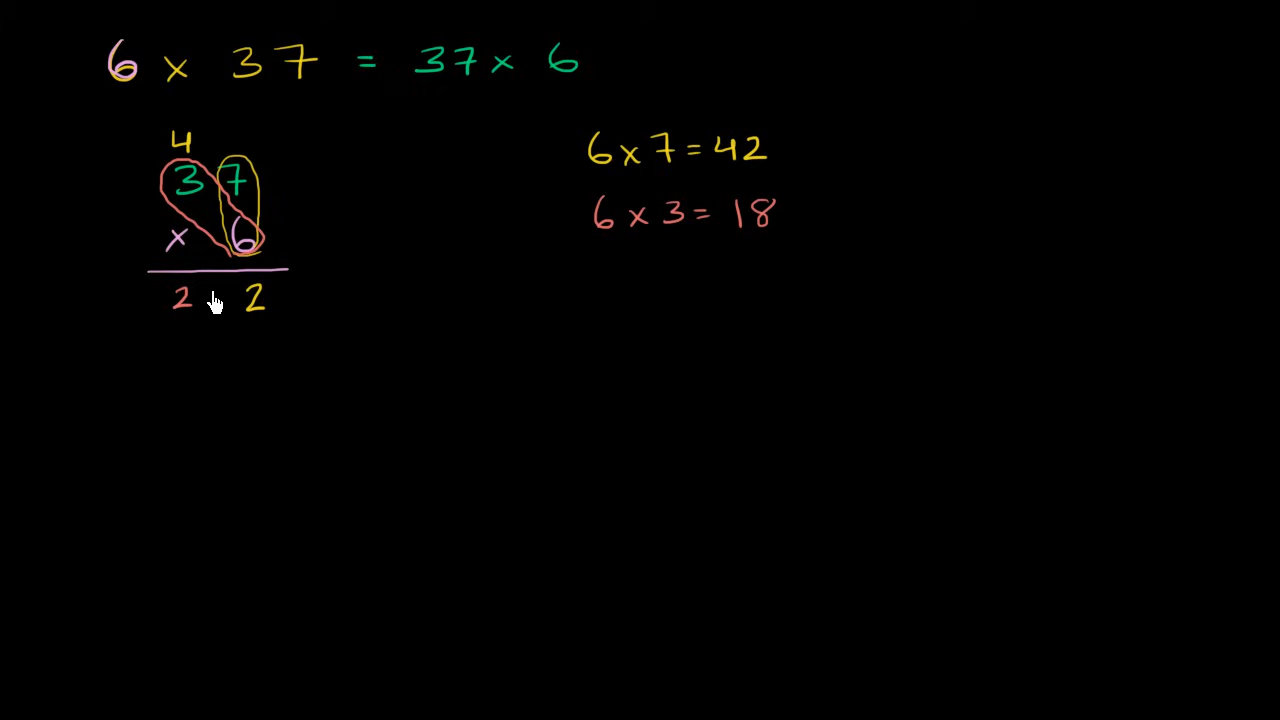 6 x 37 = 37 x 6
4
37
x 6
2 2
6 x 7 = 42
6 x 3 = 18